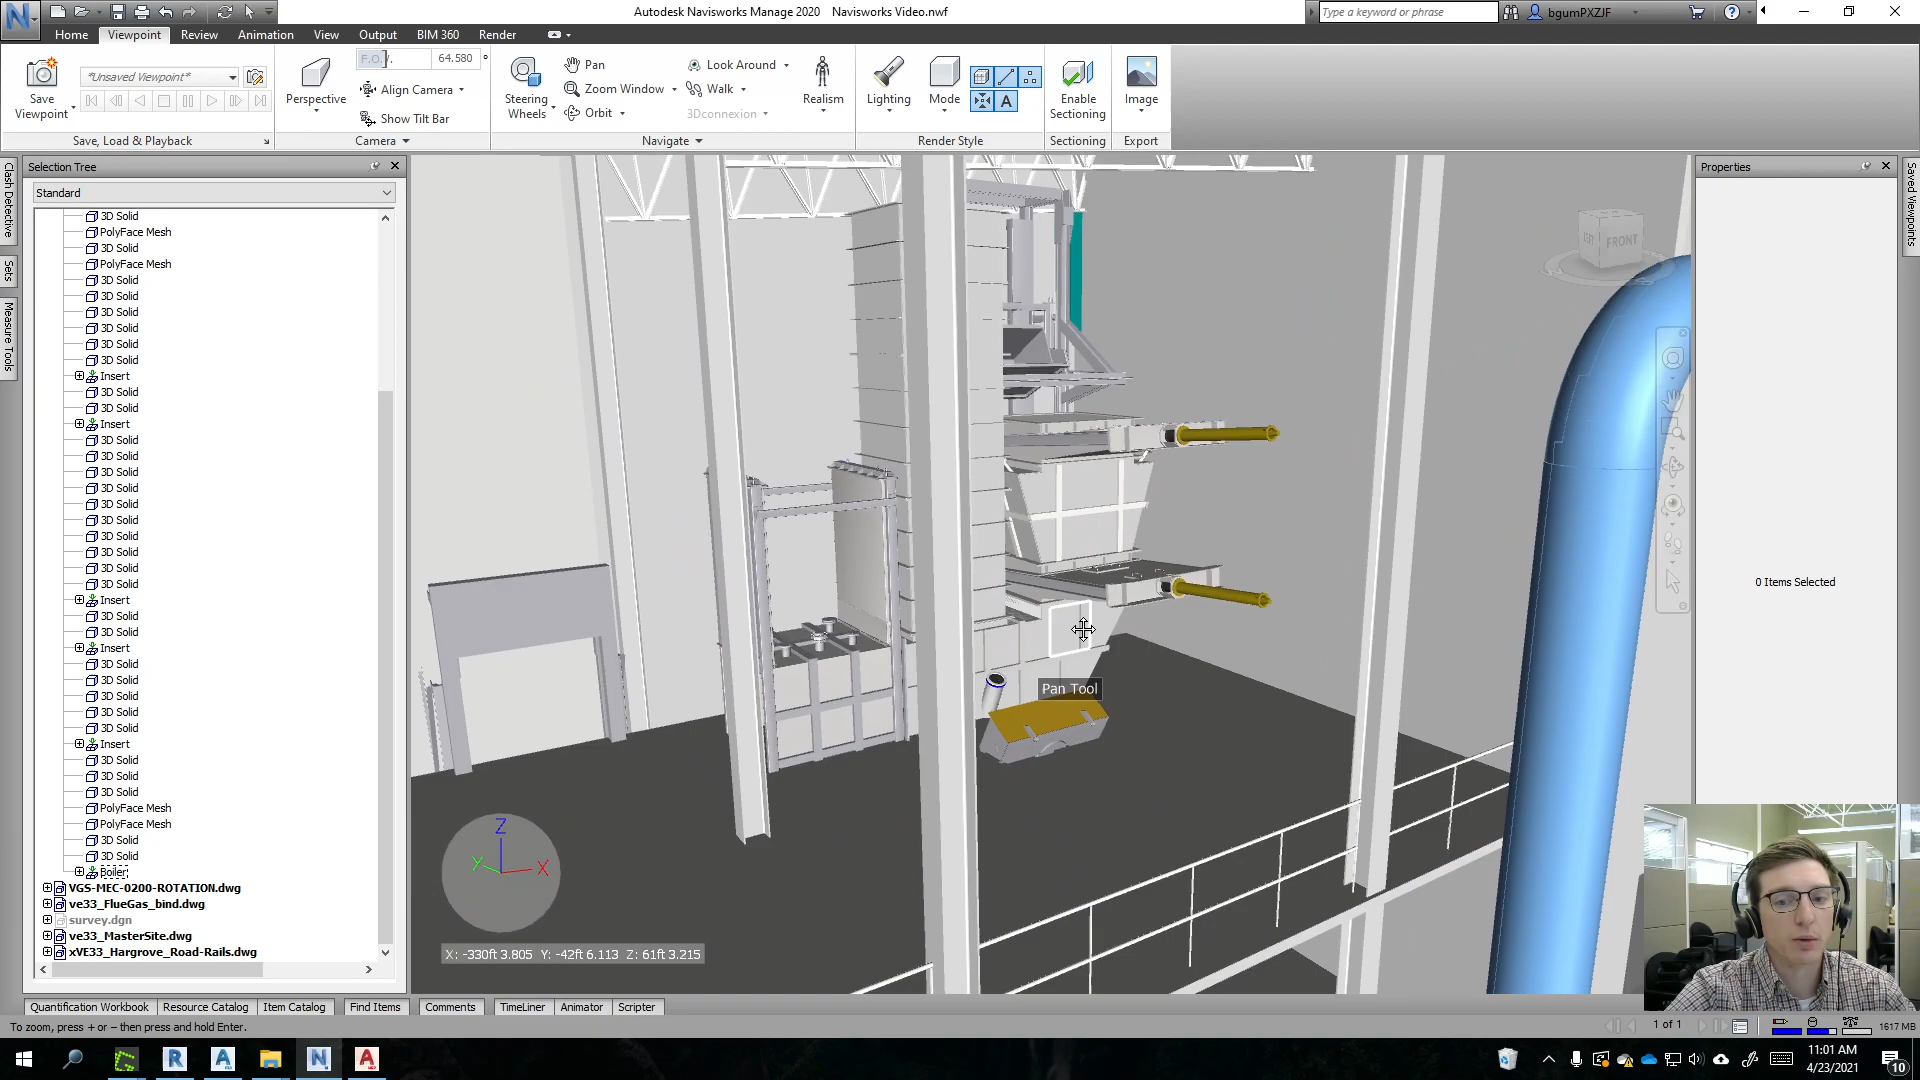 Autodesk Navisworks Manage 2020 Navisworks Video.nwf
Type a keyword or phrase
bgumPXZJF
Home Viewpoint Review Animation View Output BIM 360 Render
Save Viewpoint
*Unsaved Viewpoint*
Save, Load & Playback
Perspective
F.O.V.
64.580 °
Align Camera
Show Tilt Bar
Camera
Steering Wheels
Pan
Zoom Window
Orbit
Look Around
Walk
3Dconnexion
Realism
Navigate
Lighting
Mode
A
Render Style
Enable Sectioning
Sectioning
Image
Export
Clash Detective
Sets
Measure Tools
Selection Tree
Standard
3D Solid
PolyFace Mesh
3D Solid
PolyFace Mesh
3D Solid
3D Solid
3D Solid
3D Solid
3D Solid
3D Solid
Insert
3D Solid
3D Solid
Insert
3D Solid
3D Solid
3D Solid
3D Solid
3D Solid
3D Solid
3D Solid
3D Solid
3D Solid
3D Solid
Insert
3D Solid
3D Solid
Insert
3D Solid
3D Solid
3D Solid
3D Solid
3D Solid
Insert
3D Solid
3D Solid
3D Solid
PolyFace Mesh
PolyFace Mesh
3D Solid
3D Solid
Boiler
VGS-MEC-0200-ROTATION.dwg
ve33_FlueGas_bind.dwg
survey.dgn
ve33_MasterSite.dwg
xVE33_Hargrove_Road-Rails.dwg
FRONT
Pan Tool
Z
Y
X
X: -330ft 3.805 Y: -42ft 6.113 Z: 61ft 3.215
Properties
0 Items Selected
Saved Viewpoints
Quantification Workbook Resource Catalog Item Catalog Find Items Comments TimeLiner Animator Scripter
To zoom, press + or – then press and hold Enter.
1 of 1
1617 MB
11:01 AM
4/23/2021
10